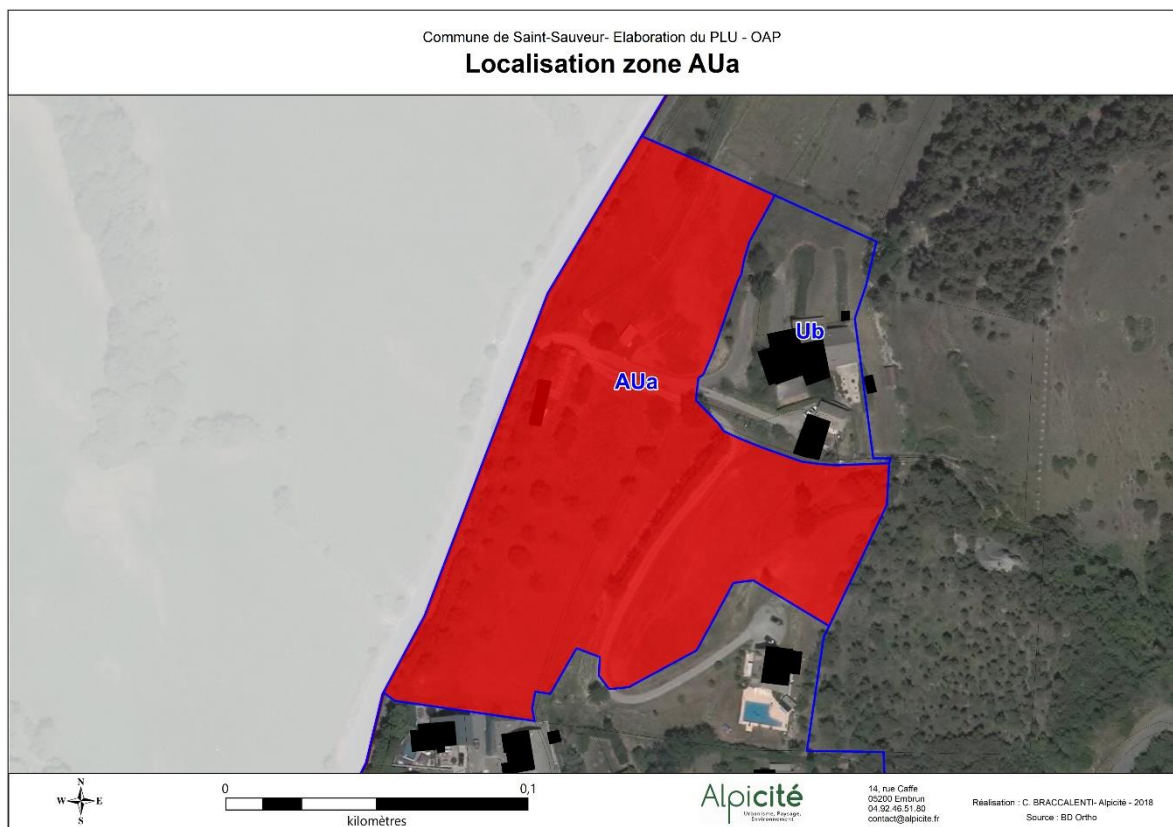 Commune de Saint-Sauveur- Elaboration du PLU - OAP
Localisation zone AUa
Ub
AUa
N
W E
S
0 0,1
kilomètres
Alpicité
Urbanisme, Paysage,
Environnement
14, rue Caffe
05200 Embrun
04.92.46.51.80
contact@alpicite.fr
Réalisation : C. BRACCALENTI- Alpicité - 2018
Source : BD Ortho